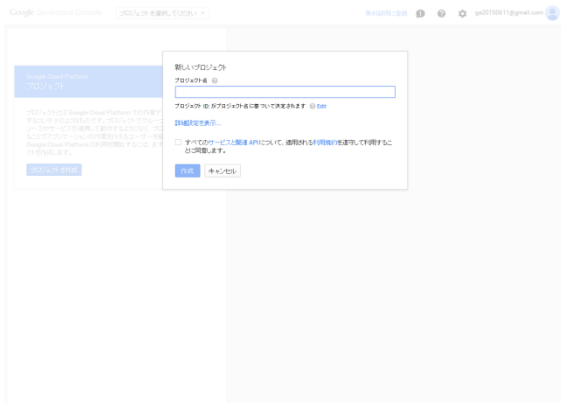 Google Developers Console
プロジェクトを選択してください
無料試用に登録
ga20150611@gmail.com
Google Cloud Platform
プロジェクト
プロジェクトを作成
新しいプロジェクト
プロジェクト名
プロジェクト ID がプロジェクト名に基づいて決定されます Edit
詳細設定を表示...
すべてのサービスと関連 API について、適用される利用規約を遵守して利用するこ
とに同意します。
作成 キャンセル